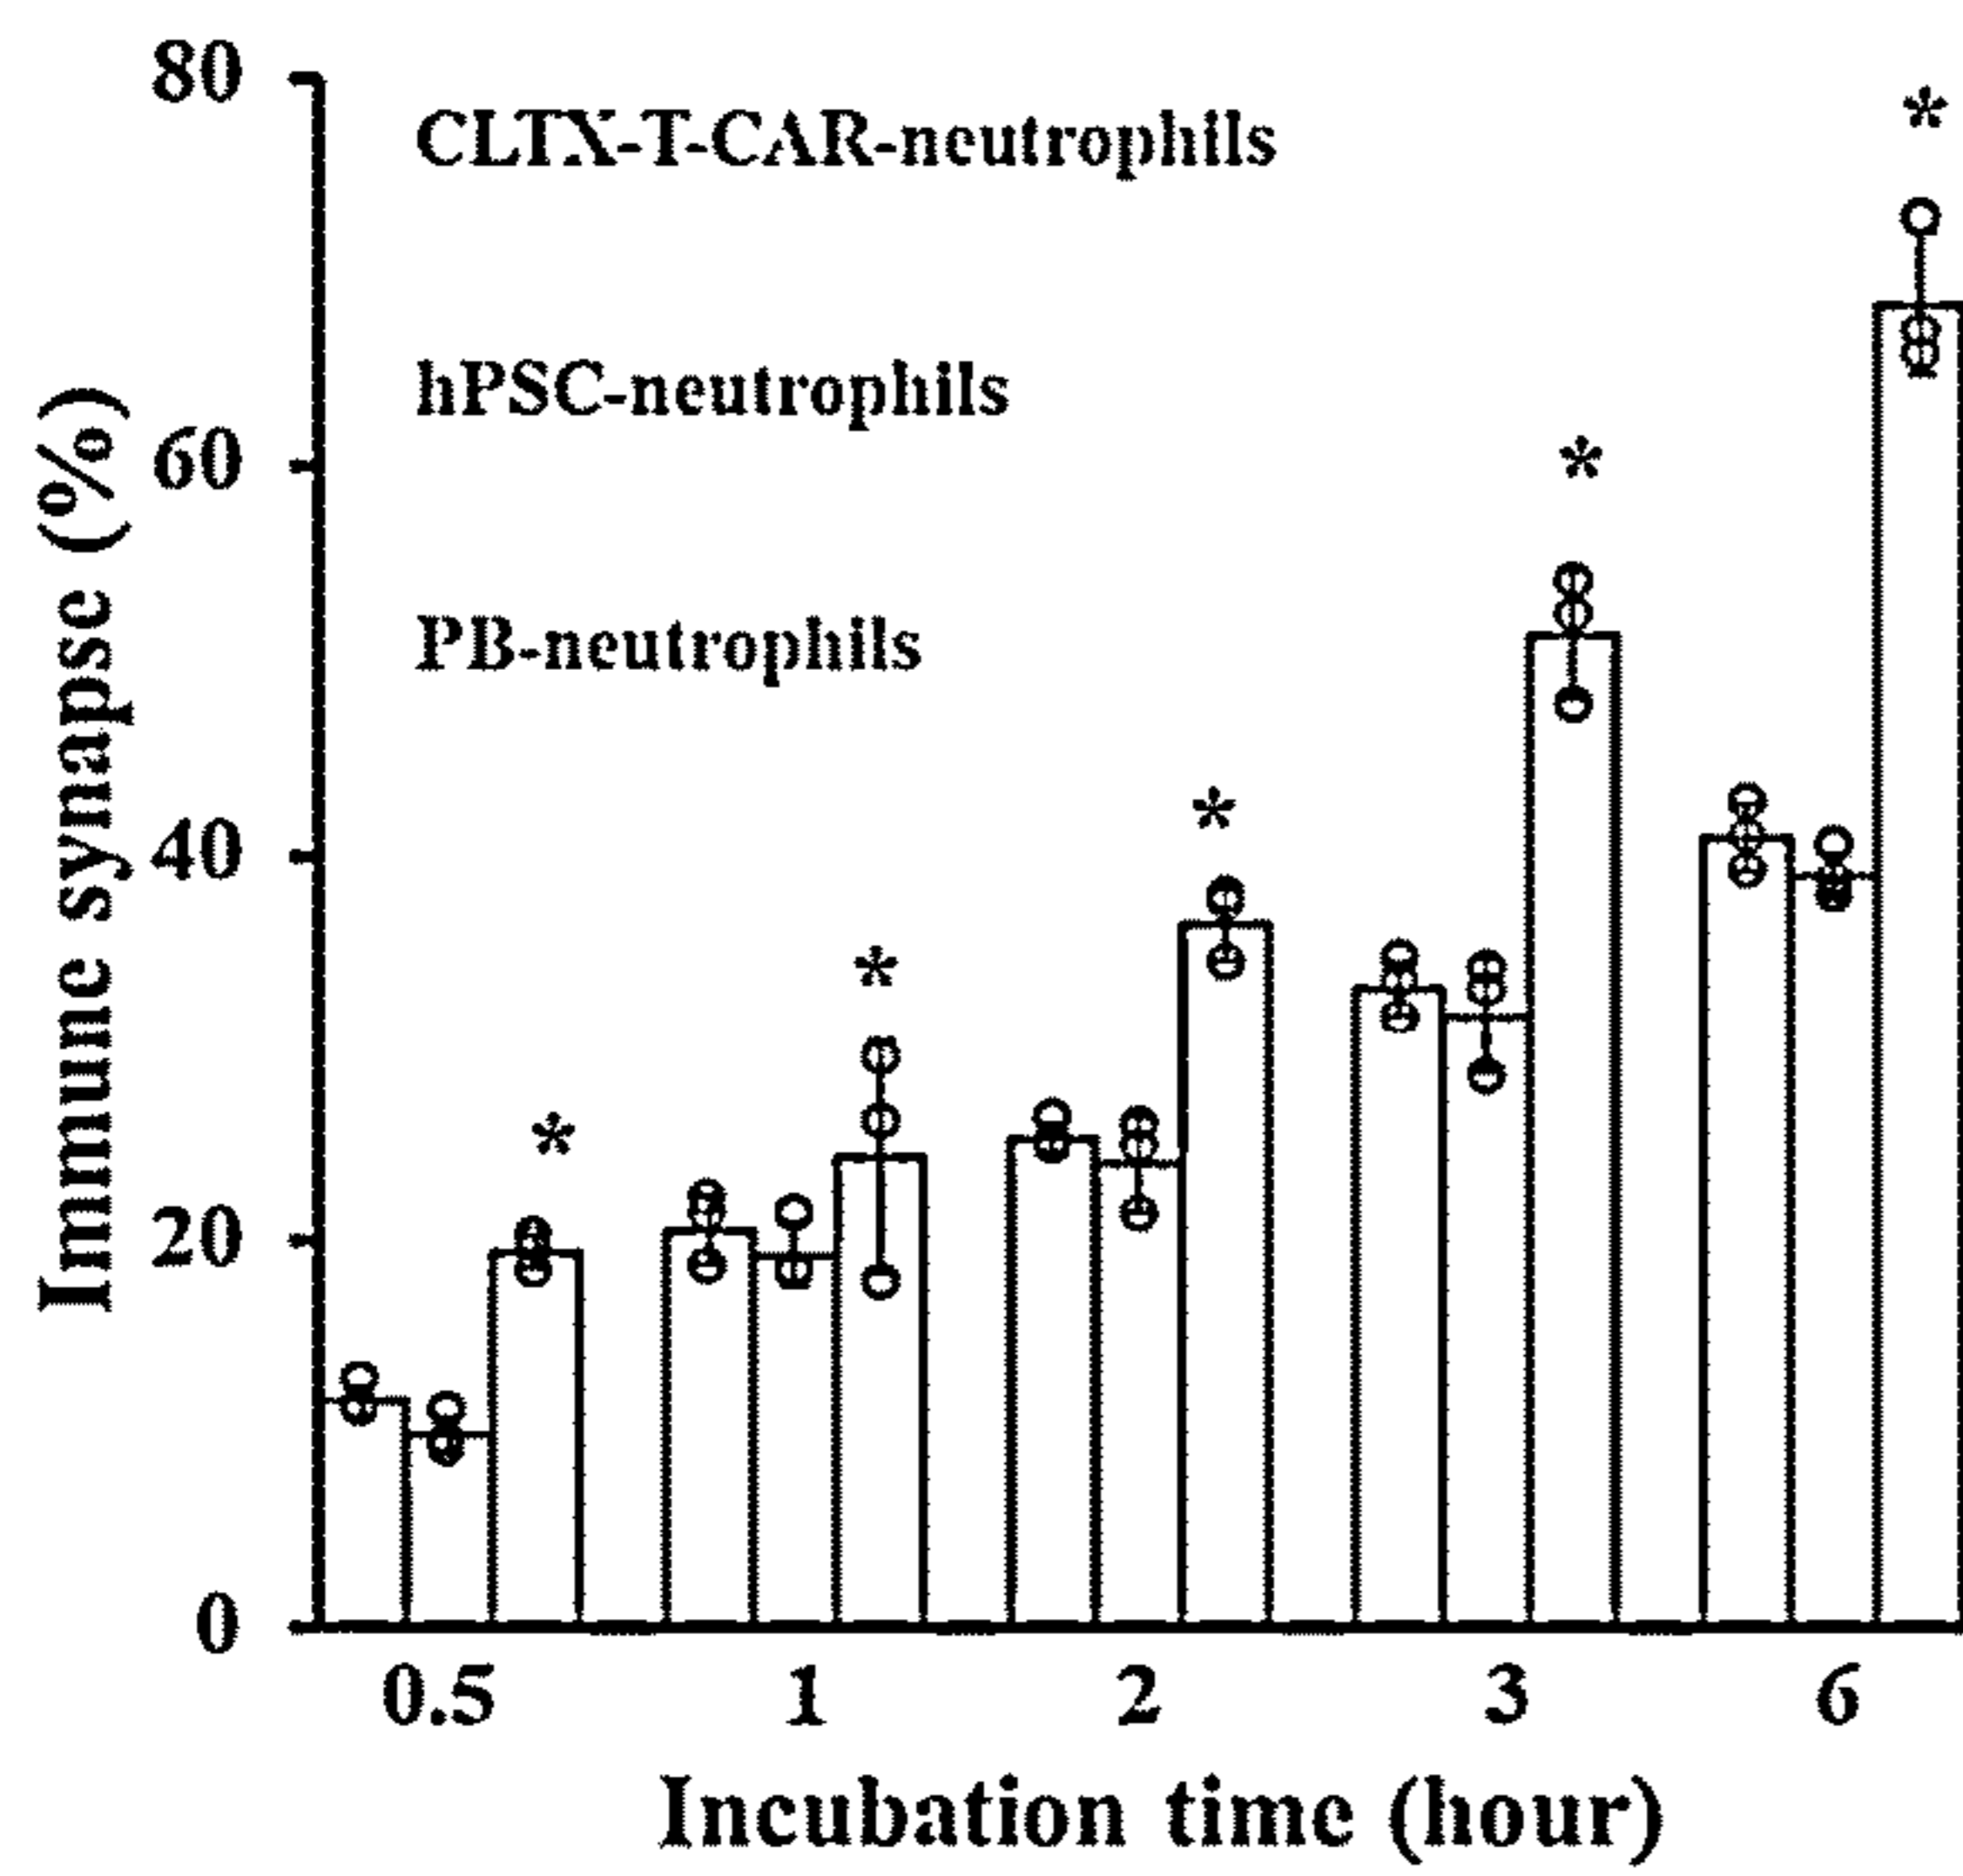 Immune synapse (%)
80
60
40
20
0
CLTX-T-CAR-neutrophils
hPSC-neutrophils
PB-neutrophils
*
*
*
*
*
0.5 1 2 3 6
Incubation time (hour)